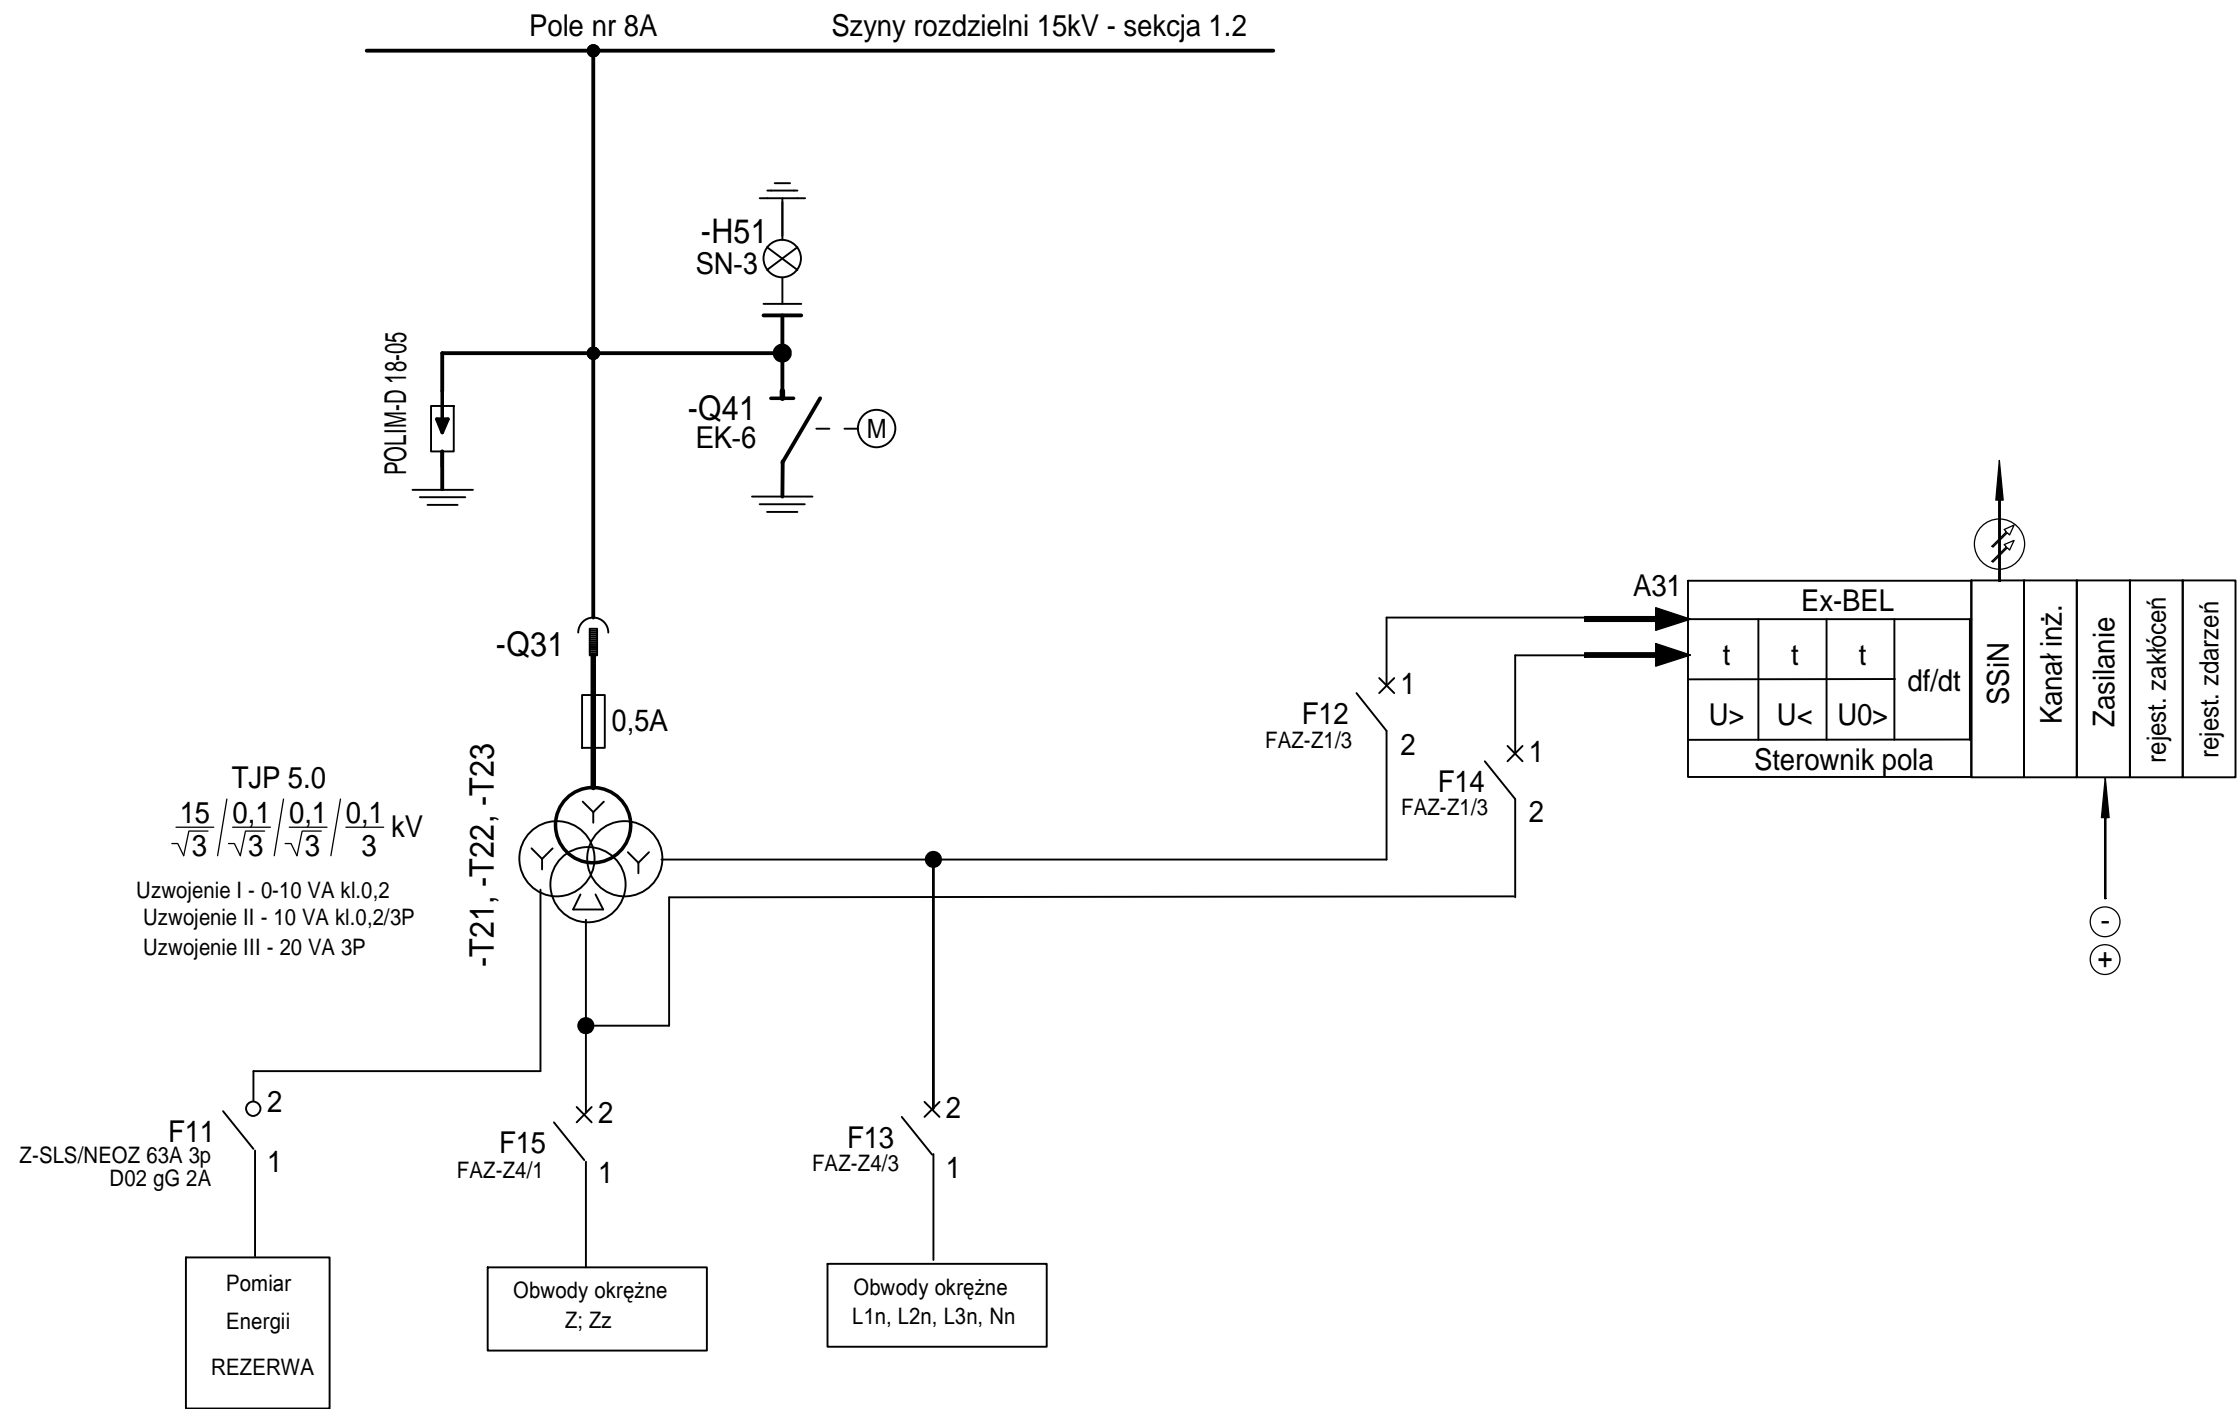 Pole nr 8A
Szyny rozdzielni 15kV - sekcja 1.2
-H51
SN-3
POLIM-D 18-05
-Q41
EK-6
M
-Q31
0,5A
-T21, -T22, -T23
TJP 5.0
15/√3 / 0,1/√3 / 0,1/√3 / 0,1/3 kV
Uzwojenie I - 0-10 VA kl.0,2
Uzwojenie II - 10 VA kl.0,2/3P
Uzwojenie III - 20 VA 3P
A31
Ex-BEL
t t t
df/dt
U> U< U0>
Sterownik pola
SSiN
Kanał inż.
Zasilanie
rejest. zakłóceń
rejest. zdarzeń
-
+
1
F12
FAZ-Z1/3
2
1
F14
FAZ-Z1/3
2
2
F11
Z-SLS/NEOZ 63A 3p
D02 gG 2A
1
2
F15
FAZ-Z4/1
1
2
F13
FAZ-Z4/3
1
Pomiar
Energii
REZERWA
Obwody okrężne
Z; Zz
Obwody okrężne
L1n, L2n, L3n, Nn